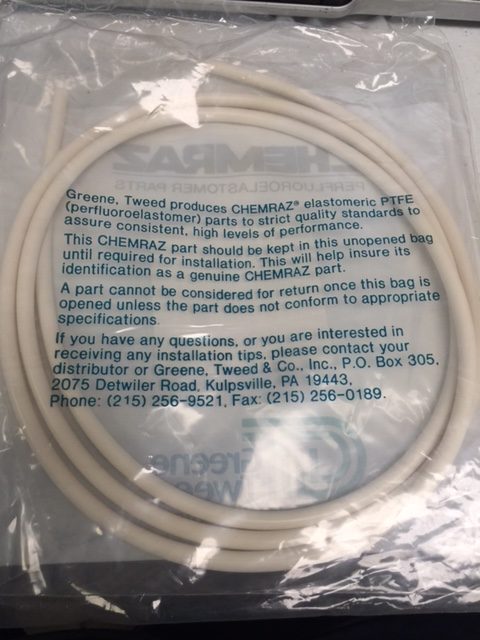 CHEMRAZ
PERFLUOROELASTOMER PARTS
Greene, Tweed produces CHEMRAZ® elastomeric PTFE
(perfluoroelastomer) parts to strict quality standards to
assure consistent, high levels of performance.
This CHEMRAZ part should be kept in this unopened bag
until required for installation. This will help insure its
identification as a genuine CHEMRAZ part.
A part cannot be considered for return once this bag is
opened unless the part does not conform to appropriate
specifications.
If you have any questions, or you are interested in
receiving any installation tips, please contact your
distributor or Greene, Tweed & Co., Inc., P.O. Box 305,
2075 Detwiler Road, Kulpsville, PA 19443,
Phone: (215) 256-9521, Fax: (215) 256-0189.
Greene
Tweed